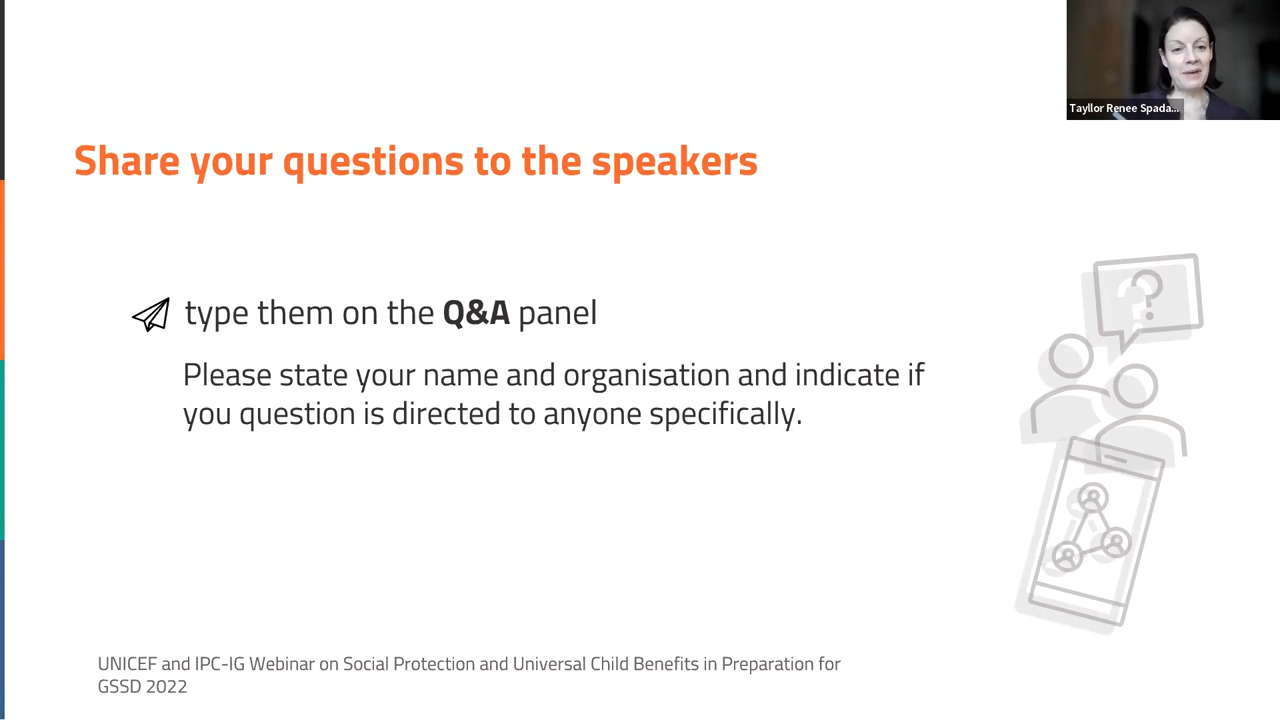 Tayllor Renee Spada...
Share your questions to the speakers
?
type them on the Q&A panel
Please state your name and organisation and indicate if
you question is directed to anyone specifically.
UNICEF and IPC-IG Webinar on Social Protection and Universal Child Benefits in Preparation for
GSSD 2022